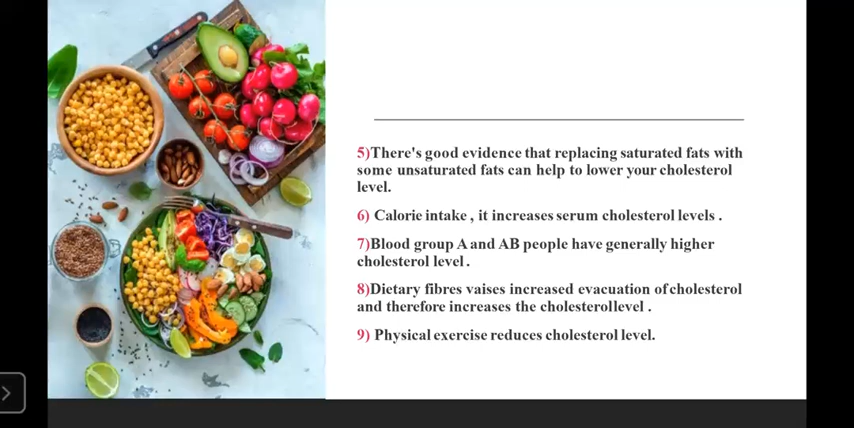 5)There's good evidence that replacing saturated fats with
some unsaturated fats can help to lower your cholesterol
level.
6) Calorie intake , it increases serum cholesterol levels .
7)Blood group A and AB people have generally higher
cholesterol level .
8)Dietary fibres vaises increased evacuation of cholesterol
and therefore increases the cholesterol level .
9) Physical exercise reduces cholesterol level.